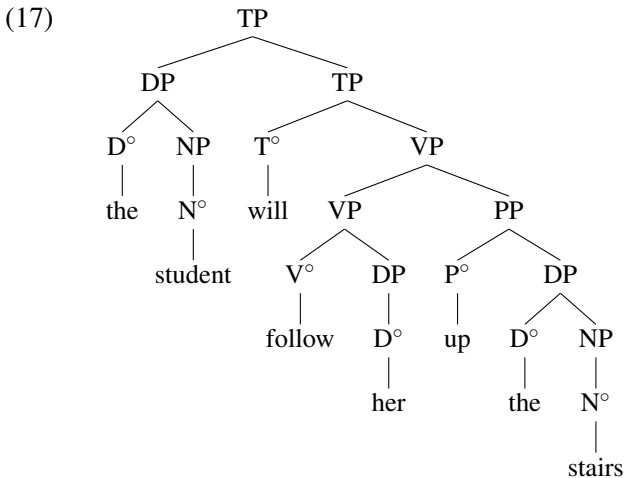 (17) TP
DP TP
D° NP T° VP
the N° will VP PP
student V° DP P° DP
follow D° up D° NP
her the N°
stairs